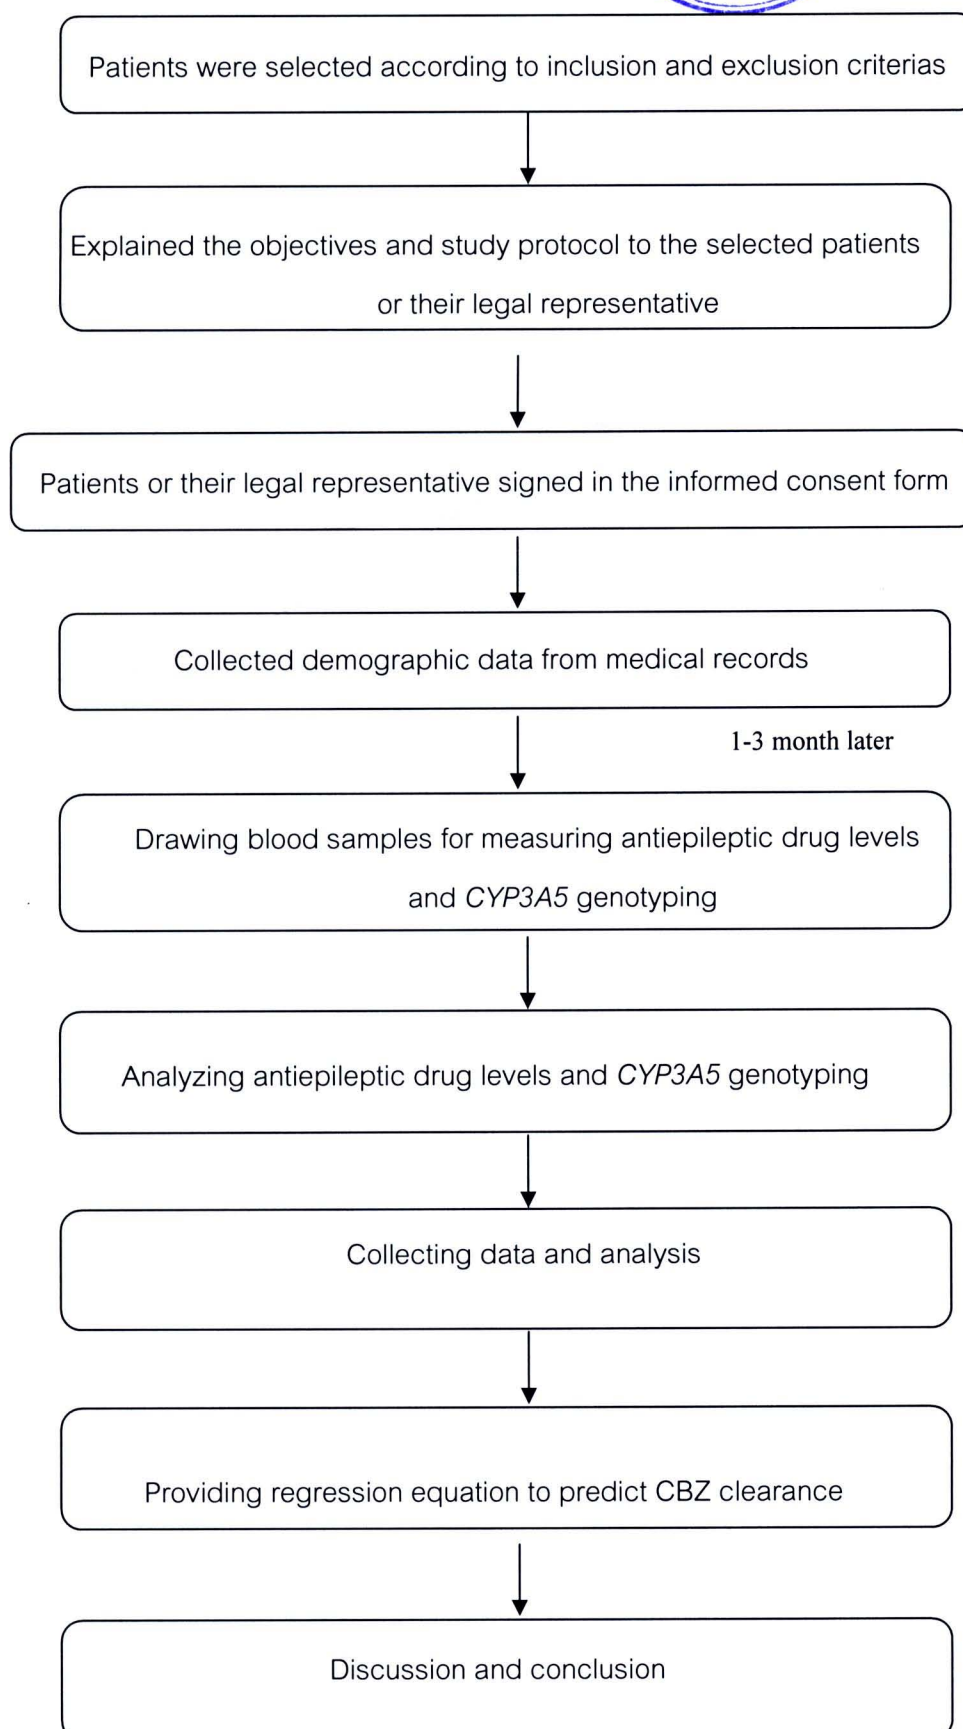 Patients were selected according to inclusion and exclusion criterias
Explained the objectives and study protocol to the selected patients
or their legal representative
Patients or their legal representative signed in the informed consent form
Collected demographic data from medical records
1-3 month later
Drawing blood samples for measuring antiepileptic drug levels
and CYP3A5 genotyping
Analyzing antiepileptic drug levels and CYP3A5 genotyping
Collecting data and analysis
Providing regression equation to predict CBZ clearance
Discussion and conclusion